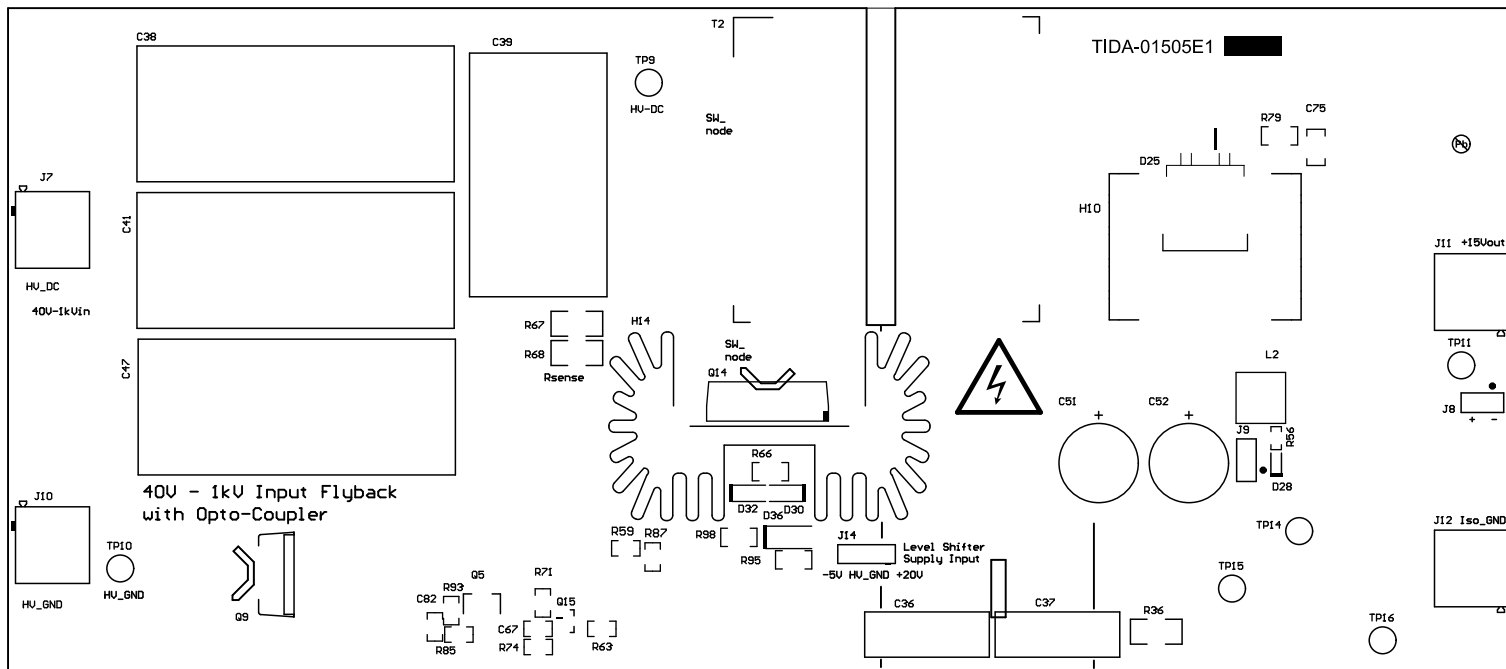 C38
C39
T2
TIDA-01505E1
TP9
HV-DC
SW_
node
R79
C75
D25
Pb
J7
C41
H10
J11 +15Vout
HV_DC
40V-1kVin
R67
R68
Rsense
H14
SW_
node
Q14
C47
L2
TP11
C51
+
C52
+
J9
R56
J8
+ -
D28
R66
D32
D30
40V - 1kV Input Flyback
with Opto-Coupler
J10
TP10
HV_GND
HV_GND
Q9
R59
R87
R98
D36
R95
J14
Level Shifter
Supply Input
-5V HV_GND +20V
TP14
J12 Iso_GND
TP15
TP16
C82
R93
Q5
R71
Q15
R85
C67
R74
R63
C36
C37
R36